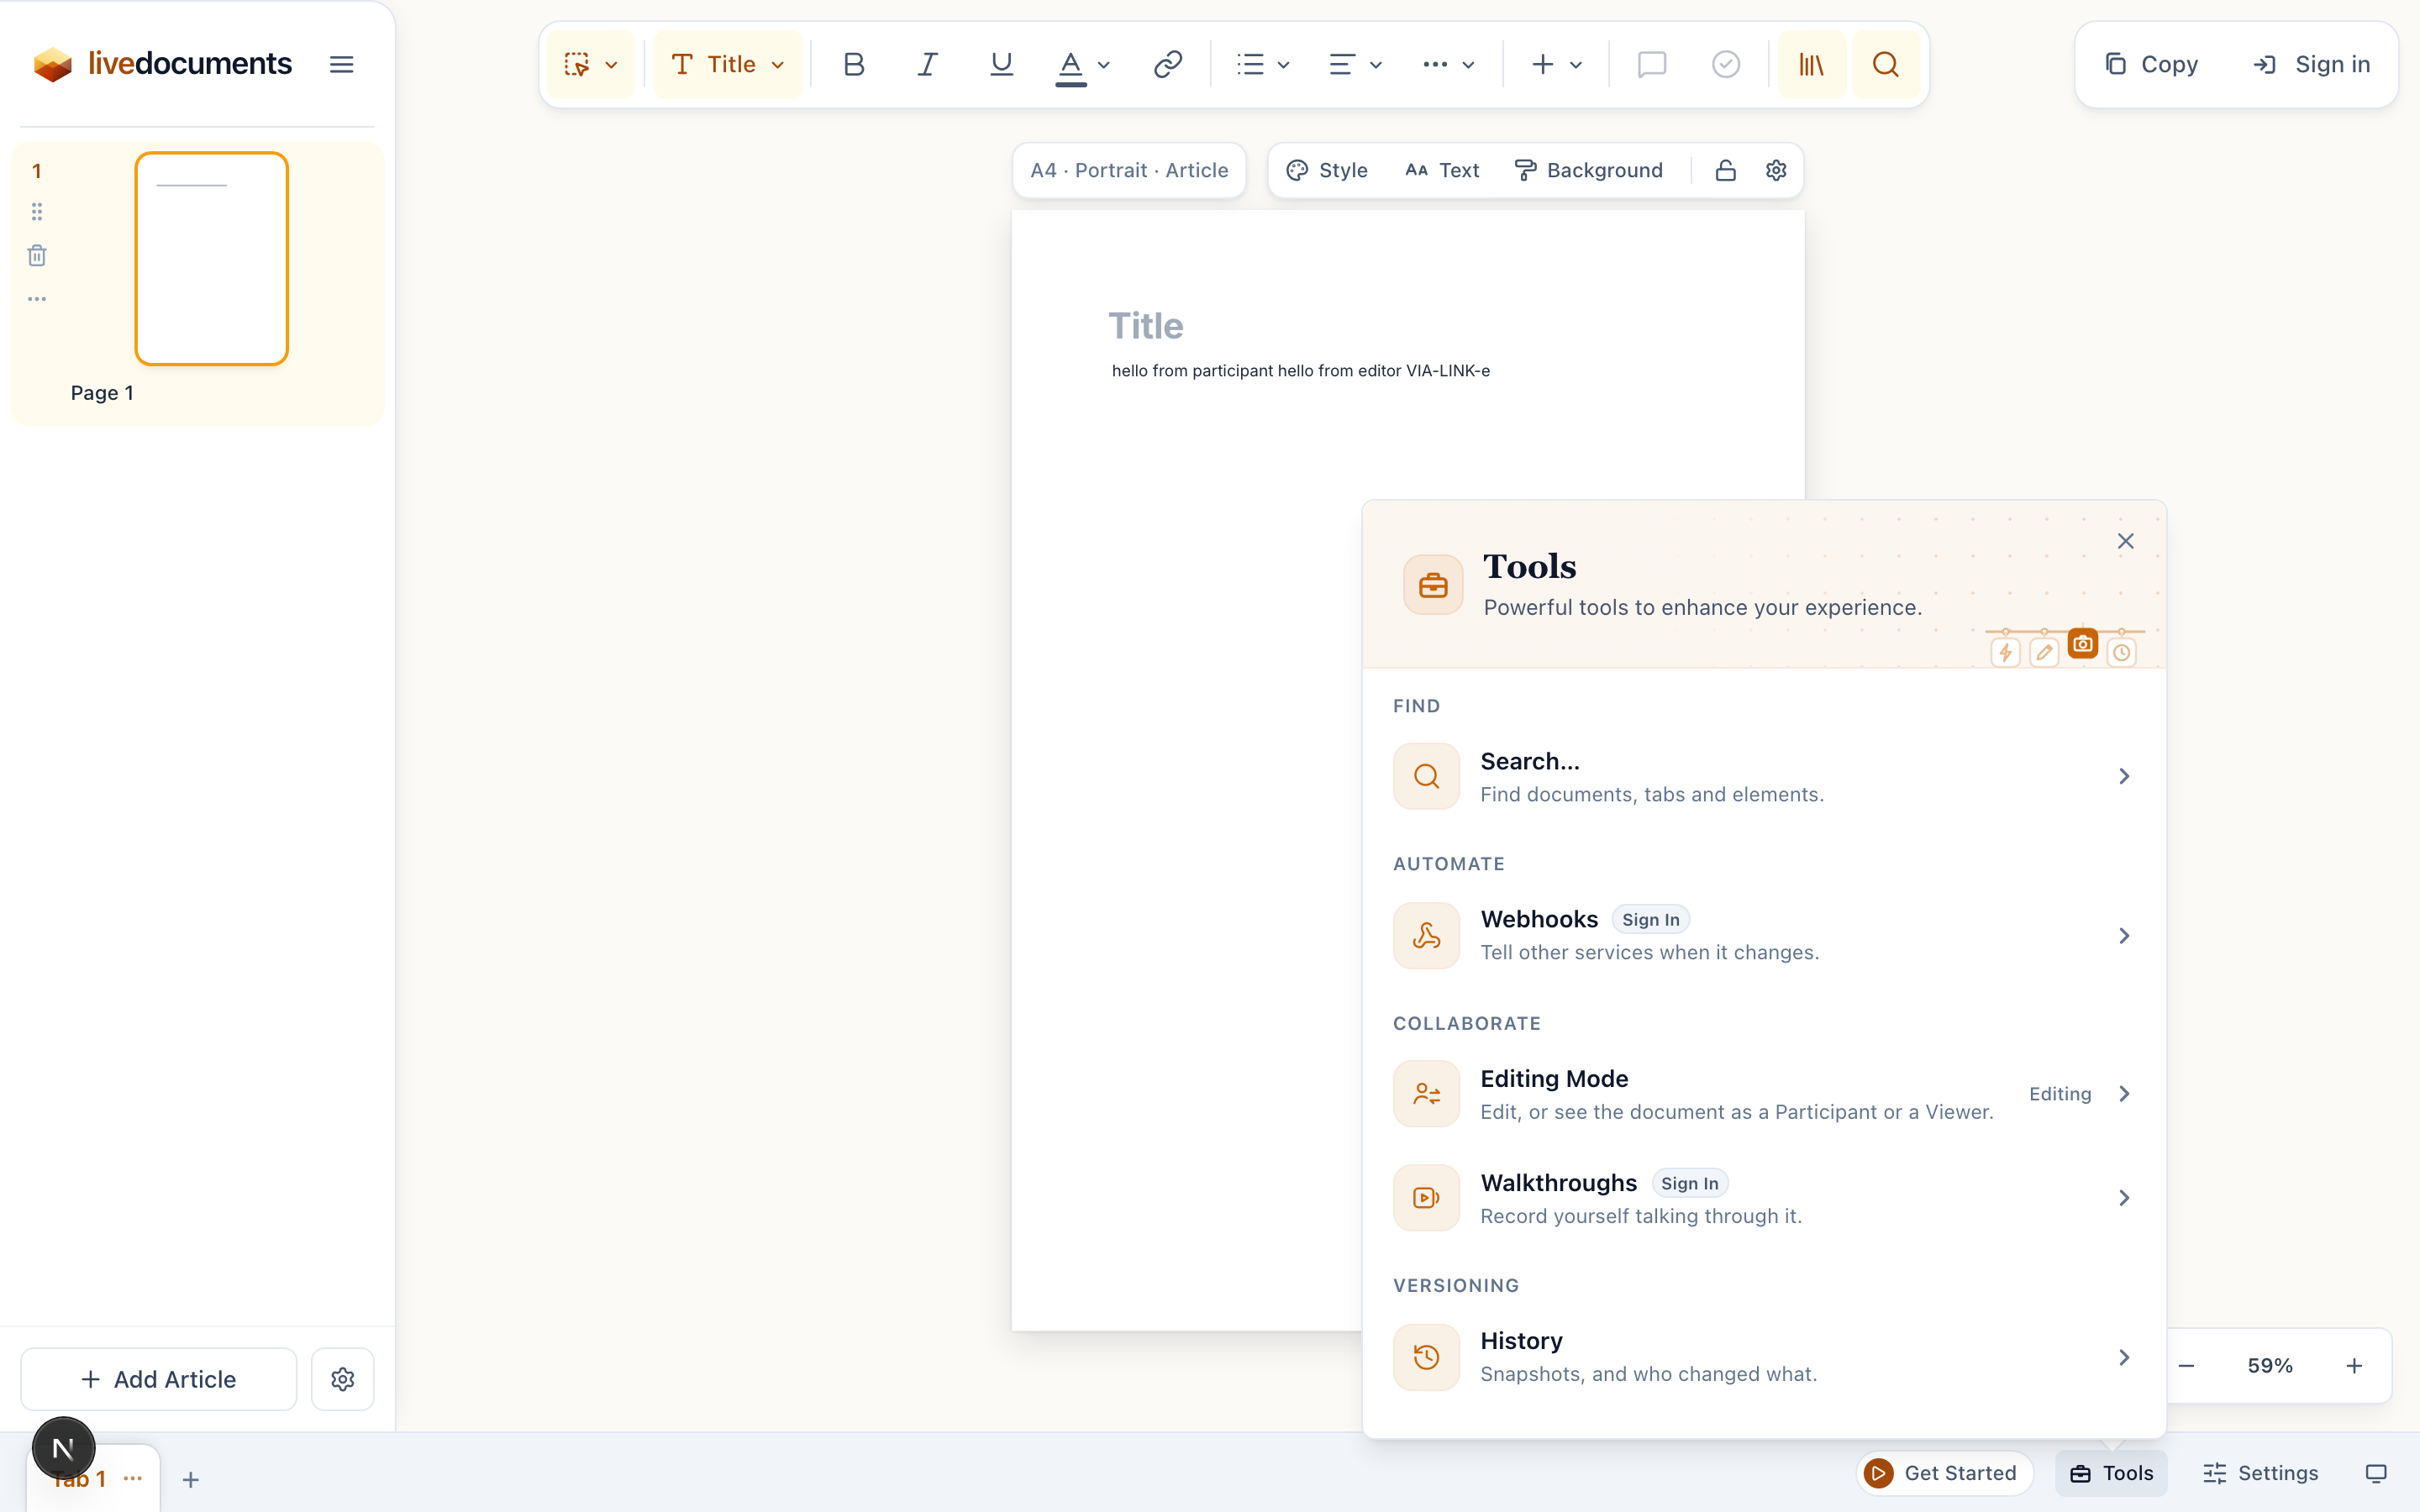 livedocuments
Title
Copy
Sign in
1
Page 1
A4 · Portrait · Article
Style
Text
Background
Title
hello from participant hello from editor VIA-LINK-e
Tools
Powerful tools to enhance your experience.
FIND
Search...
Find documents, tabs and elements.
AUTOMATE
Webhooks Sign In
Tell other services when it changes.
COLLABORATE
Editing Mode
Edit, or see the document as a Participant or a Viewer.
Editing
Walkthroughs Sign In
Record yourself talking through it.
VERSIONING
History
Snapshots, and who changed what.
Add Article
59%
N
Tab 1
Get Started
Tools
Settings